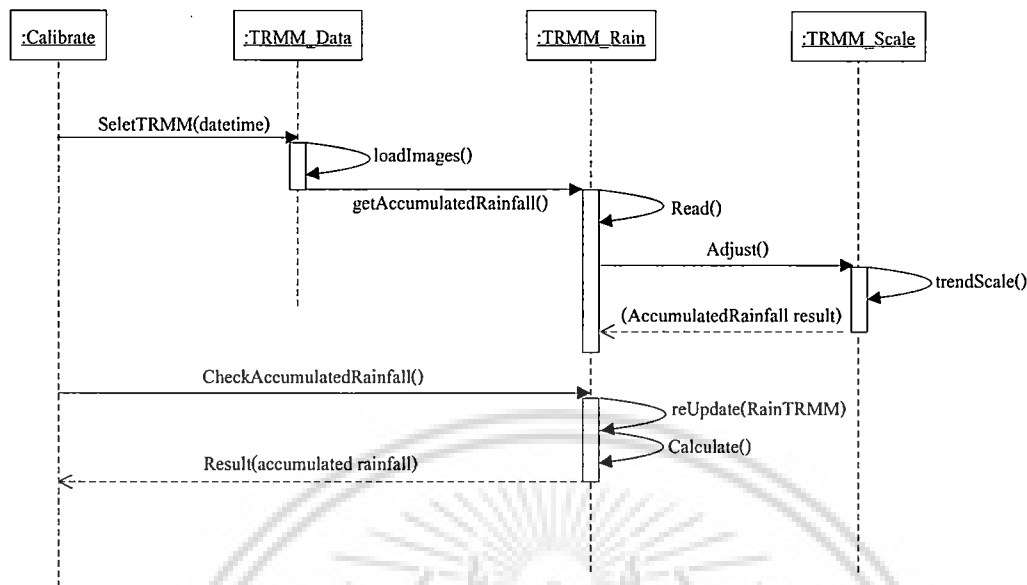 :Calibrate
:TRMM_Data
:TRMM_Rain
:TRMM_Scale
SeletTRMM(datetime)
loadImages()
getAccumulatedRainfall()
Read()
Adjust()
trendScale()
(AccumulatedRainfall result)
CheckAccumulatedRainfall()
reUpdate(RainTRMM)
Calculate()
Result(accumulated rainfall)